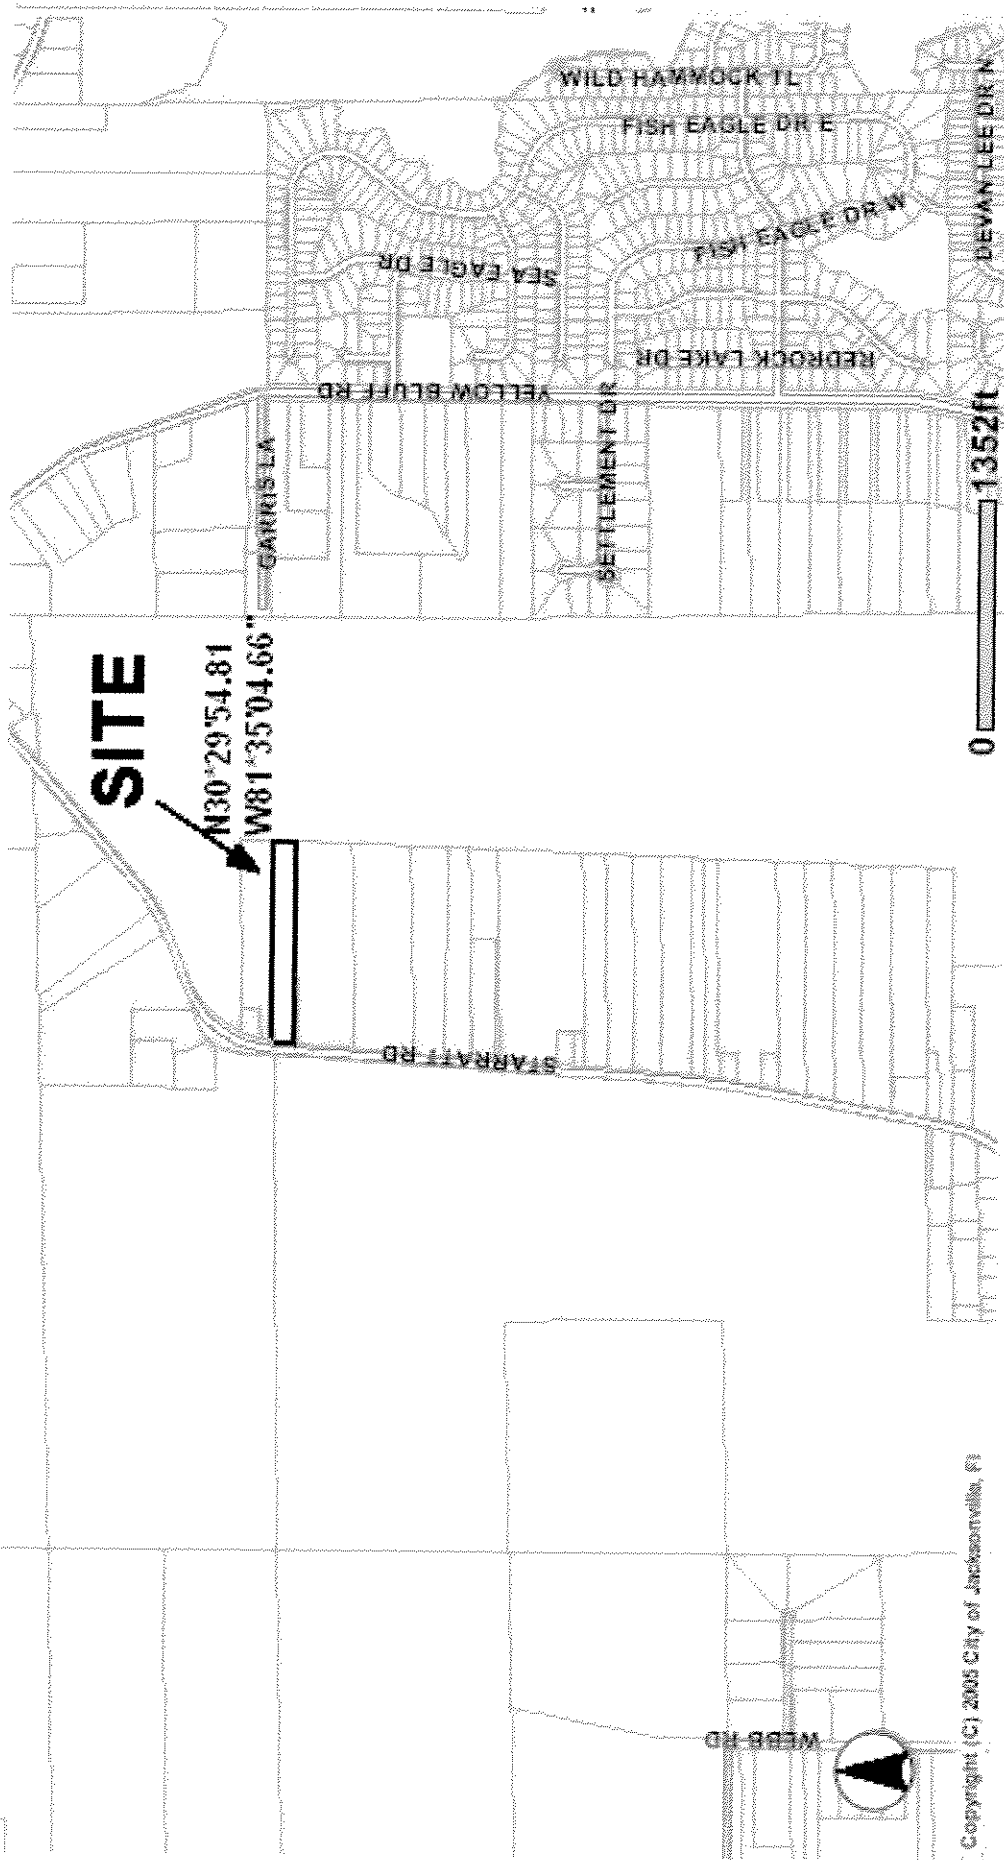 WILD HAMMOCK TL
FISH EAGLE DR E
DEVAN LEE DR N
FISH EAGLE DR W
SEA EAGLE DR
REDROCK LAKE DR
YELLOW BLUFF RD
GARRIS LA
SETTLEMENT DR
SITE
N30°29'54.81
W81°35'04.66"
0 1352ft
STARRATT RD
WEBB RD
Copyright (C) 2005 City of Jacksonville, Fl